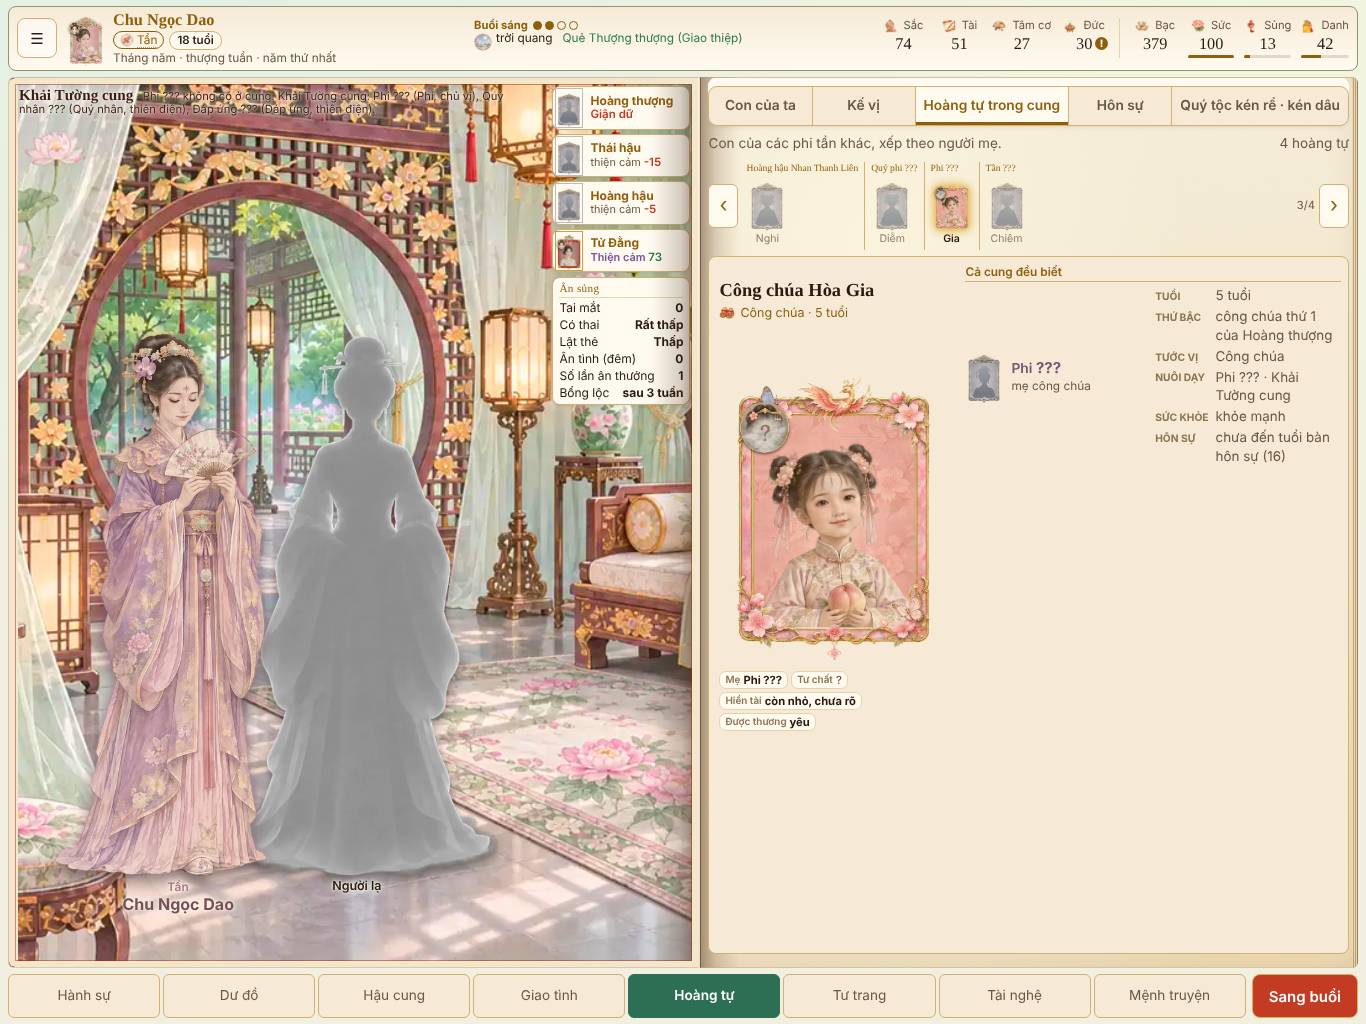 ☰
Chu Ngọc Dao
Tần
18 tuổi
Tháng năm · thượng tuần · năm thứ nhất
Buổi sáng
trời quang Quẻ Thượng thượng (Giao thiệp)
Sắc 74
Tài 51
Tâm cơ 27
Đức 30 !
Bạc 379
Sức 100
Sủng 13
Danh 42
Khải Tường cung · Phi ??? không có ở cung. Khải Tường cung: Phi ??? (Phi, chủ vị), Quý
nhân ??? (Quý nhân, thiên điện), Đáp ứng ??? (Đáp ứng, thiên điện).
Hoàng thượng
Giận dữ
Thái hậu
thiện cảm -15
Hoàng hậu
thiện cảm -5
Tử Đằng
Thiện cảm 73
Ân sủng
Tai mắt 0
Có thai Rất thấp
Lật thẻ Thấp
Ân tình (đêm) 0
Số lần ân thưởng 1
Bổng lộc sau 3 tuần
Tần
Chu Ngọc Dao
Người lạ
Con của ta
Kế vị
Hoàng tự trong cung
Hôn sự
Quý tộc kén rể · kén dâu
Con của các phi tần khác, xếp theo người mẹ.
4 hoàng tự
‹
Hoàng hậu Nhan Thanh Liên
Nghi
Quý phi ???
Diễm
Phi ???
Gia
Tần ???
Chiêm
3/4
›
Công chúa Hòa Gia
Công chúa · 5 tuổi
?
Mẹ Phi ???
Tư chất ?
Hiền tài còn nhỏ, chưa rõ
Được thương yêu
Cả cung đều biết
Phi ???
mẹ công chúa
TUỔI 5 tuổi
THỨ BẬC công chúa thứ 1
của Hoàng thượng
TƯỚC VỊ Công chúa
NUÔI DẠY Phi ??? · Khải
Tường cung
SỨC KHỎE khỏe mạnh
HÔN SỰ chưa đến tuổi bàn
hôn sự (16)
Hành sự
Dư đồ
Hậu cung
Giao tình
Hoàng tự
Tư trang
Tài nghệ
Mệnh truyện
Sang buổi